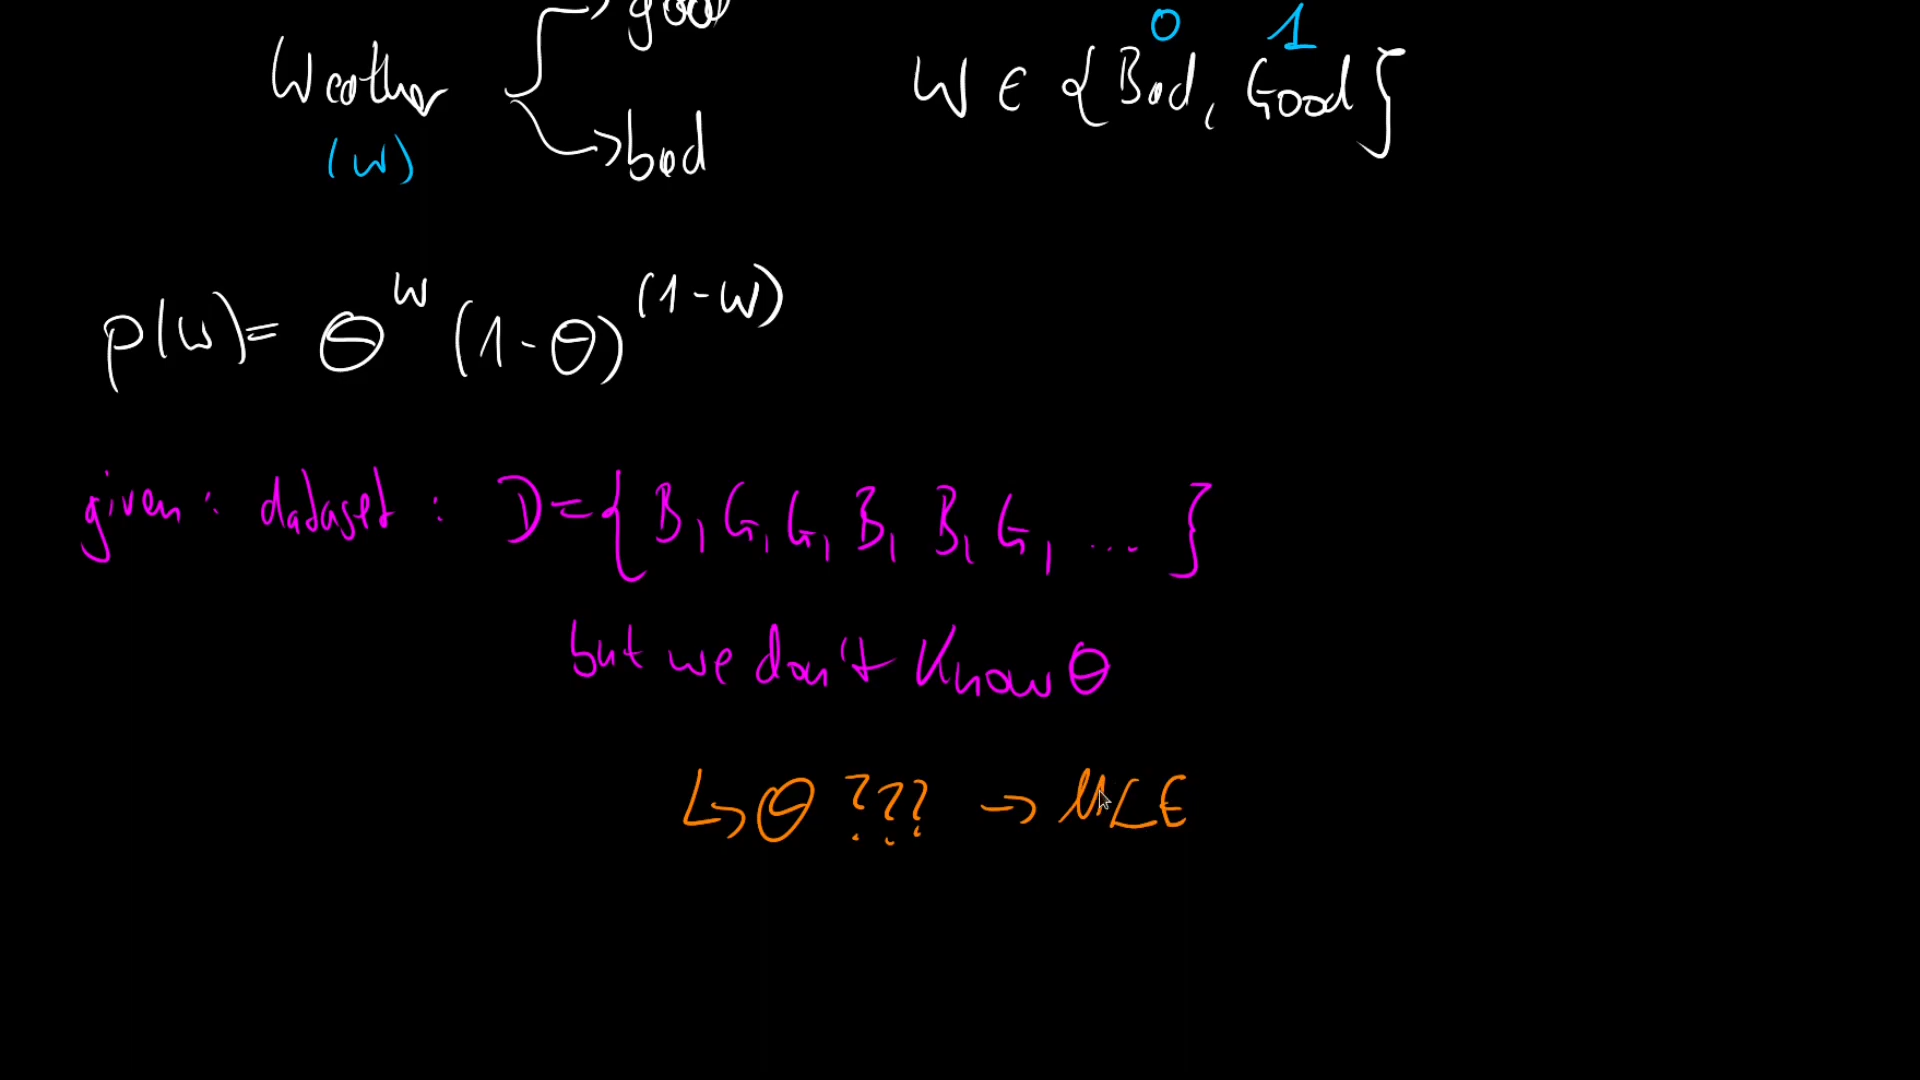 good
0 1
Weather W ∈ {Bad, Good}
(W) bad
p(W) = θ^W (1-θ)^(1-W)
given: dataset: D={B, G, G, B, B, G, ... }
but we don't know θ
↳ θ ??? → MLE